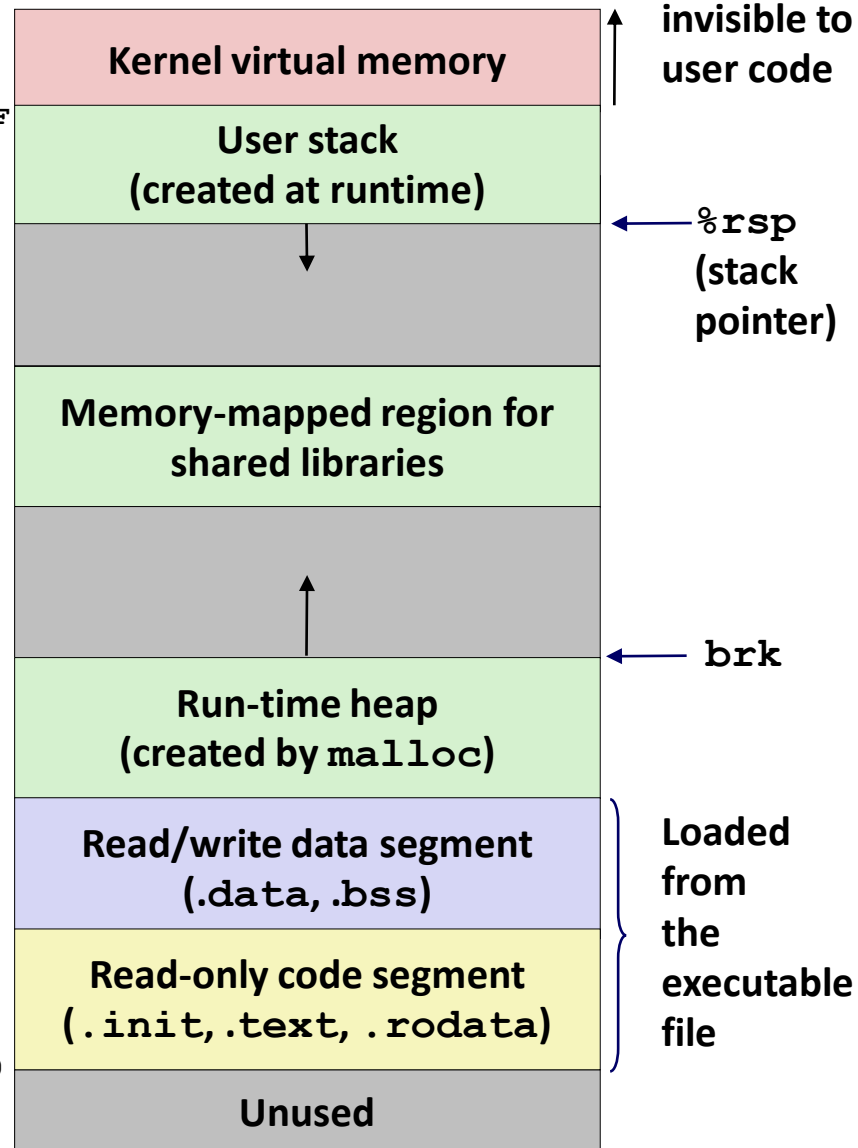 invisible to
user code
Kernel virtual memory
User stack
(created at runtime)
%rsp
(stack
pointer)
Memory-mapped region for
shared libraries
brk
Run-time heap
(created by malloc)
Read/write data segment
(.data, .bss)
Loaded
from
the
executable
file
Read-only code segment
(.init, .text, .rodata)
Unused